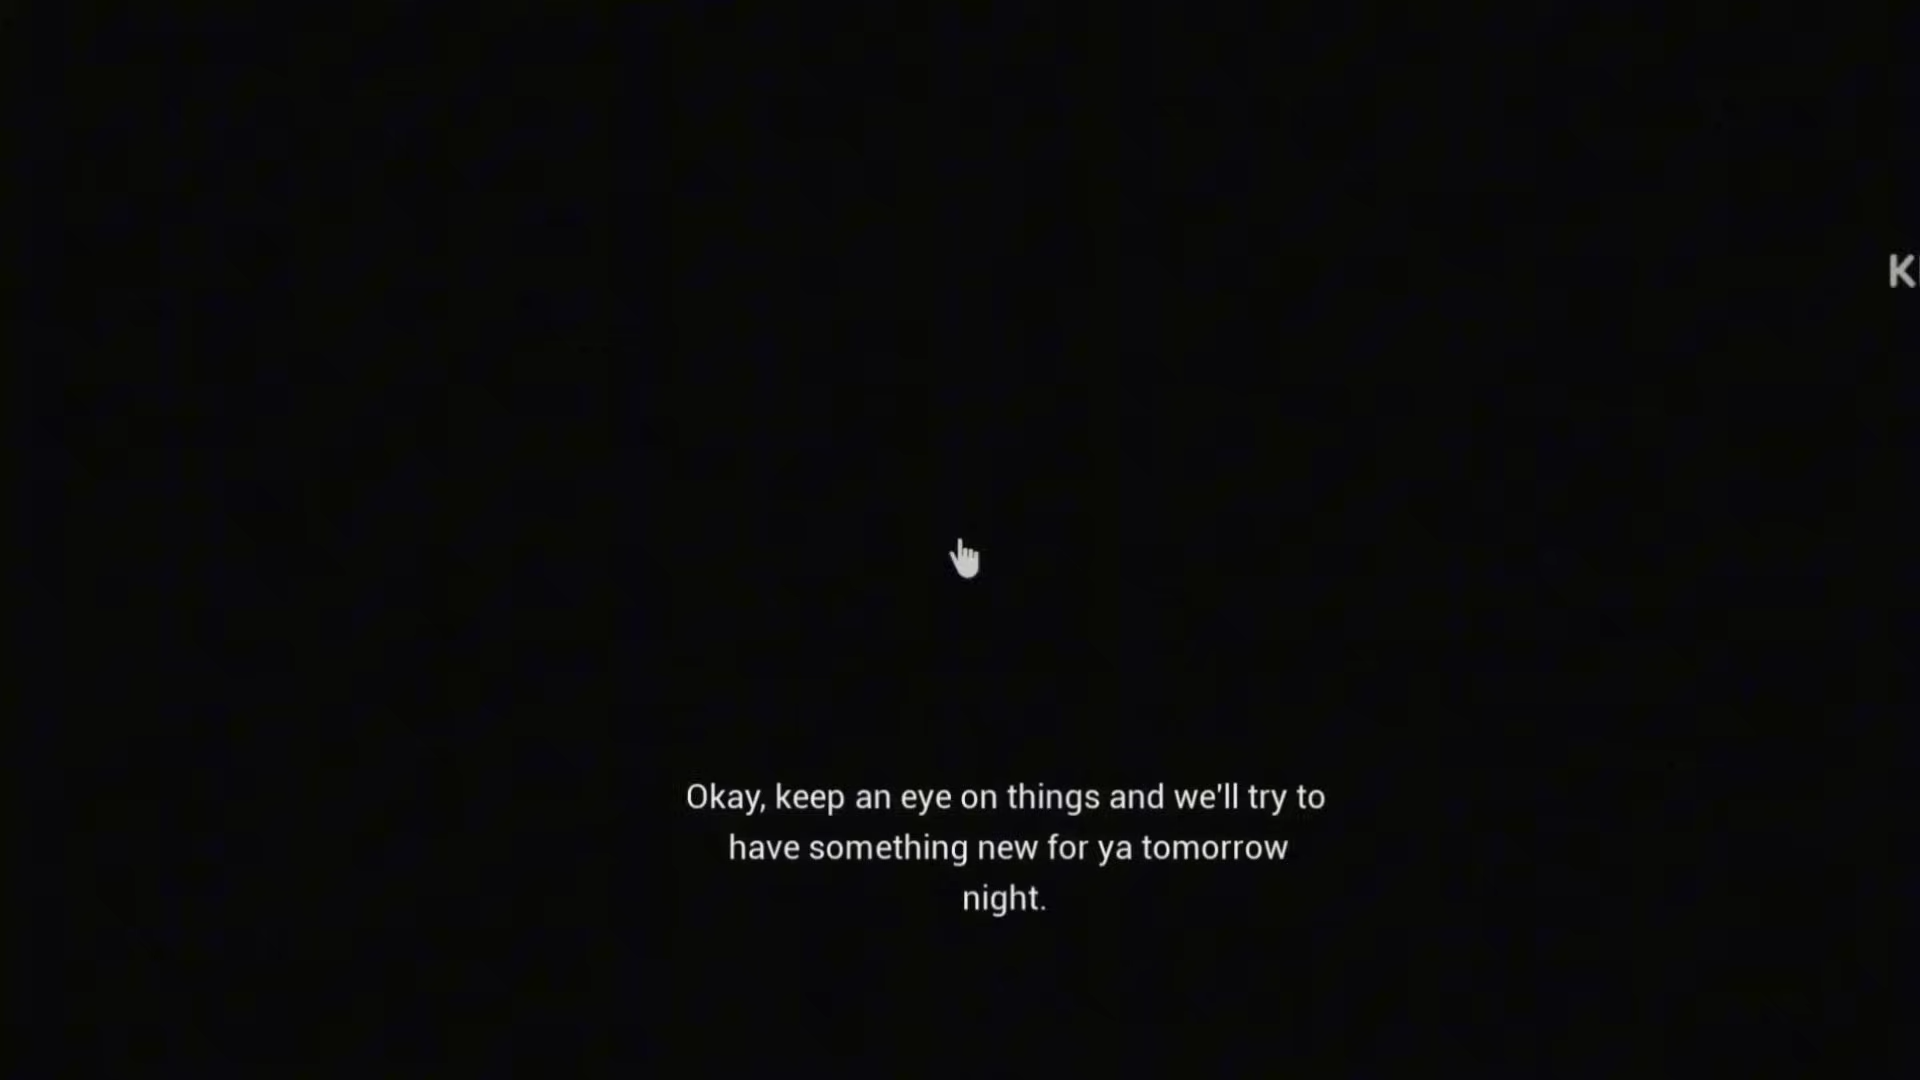 Okay, keep an eye on things and we'll try to
have something new for ya tomorrow
night.